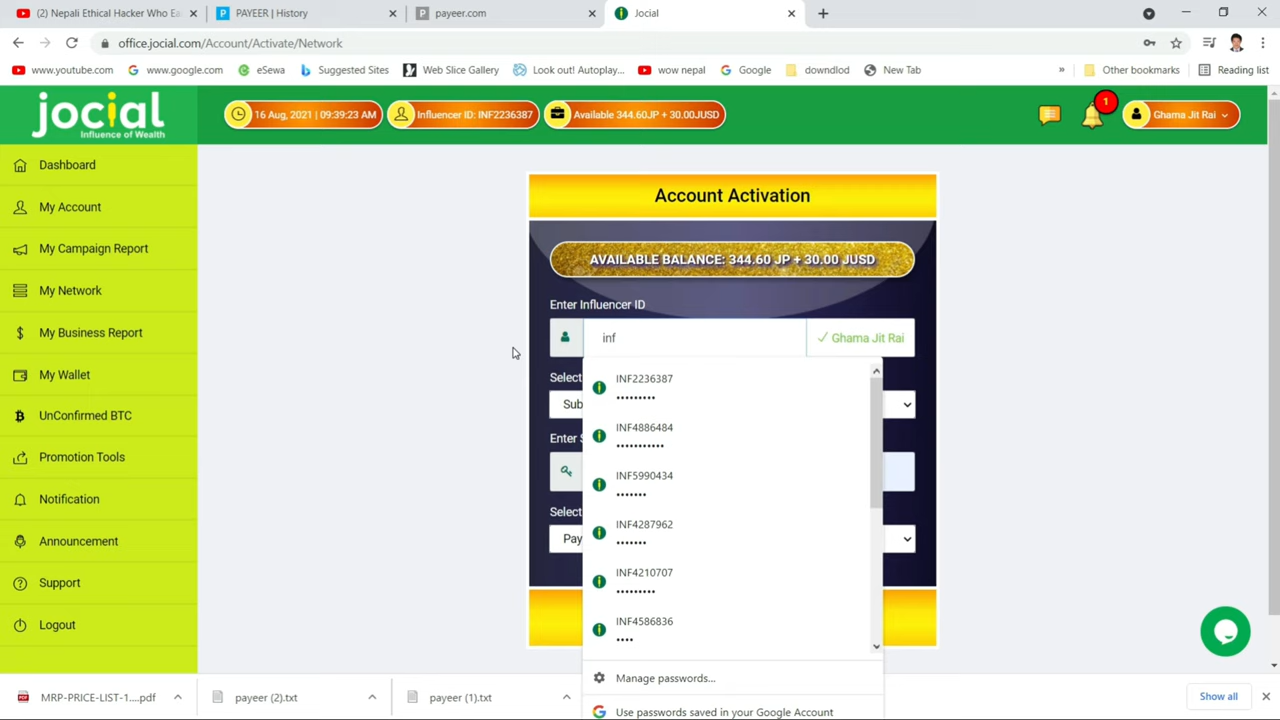 (2) Nepali Ethical Hacker Who Ea
PAYEER | History
payeer.com
Jocial
office.jocial.com/Account/Activate/Network
www.youtube.com
www.google.com
eSewa
Suggested Sites
Web Slice Gallery
Look out! Autoplay...
wow nepal
Google
downdlod
New Tab
»
Other bookmarks
Reading list
jocial
Influence of Wealth
16 Aug, 2021 | 09:39:23 AM
Influencer ID: INF2236387
Available 344.60JP + 30.00JUSD
1
Ghama Jit Rai
Dashboard
My Account
My Campaign Report
My Network
My Business Report
My Wallet
UnConfirmed BTC
Promotion Tools
Notification
Announcement
Support
Logout
Account Activation
AVAILABLE BALANCE: 344.60 JP + 30.00 JUSD
Enter Influencer ID
inf
✓ Ghama Jit Rai
Select
Sub
Enter S
Select
Pay
INF2236387
•••••••••
INF4886484
•••••••••••
INF5990434
•••••••
INF4287962
•••••••
INF4210707
•••••••••
INF4586836
••••
Manage passwords...
Use passwords saved in your Google Account
MRP-PRICE-LIST-1....pdf
payeer (2).txt
payeer (1).txt
Show all